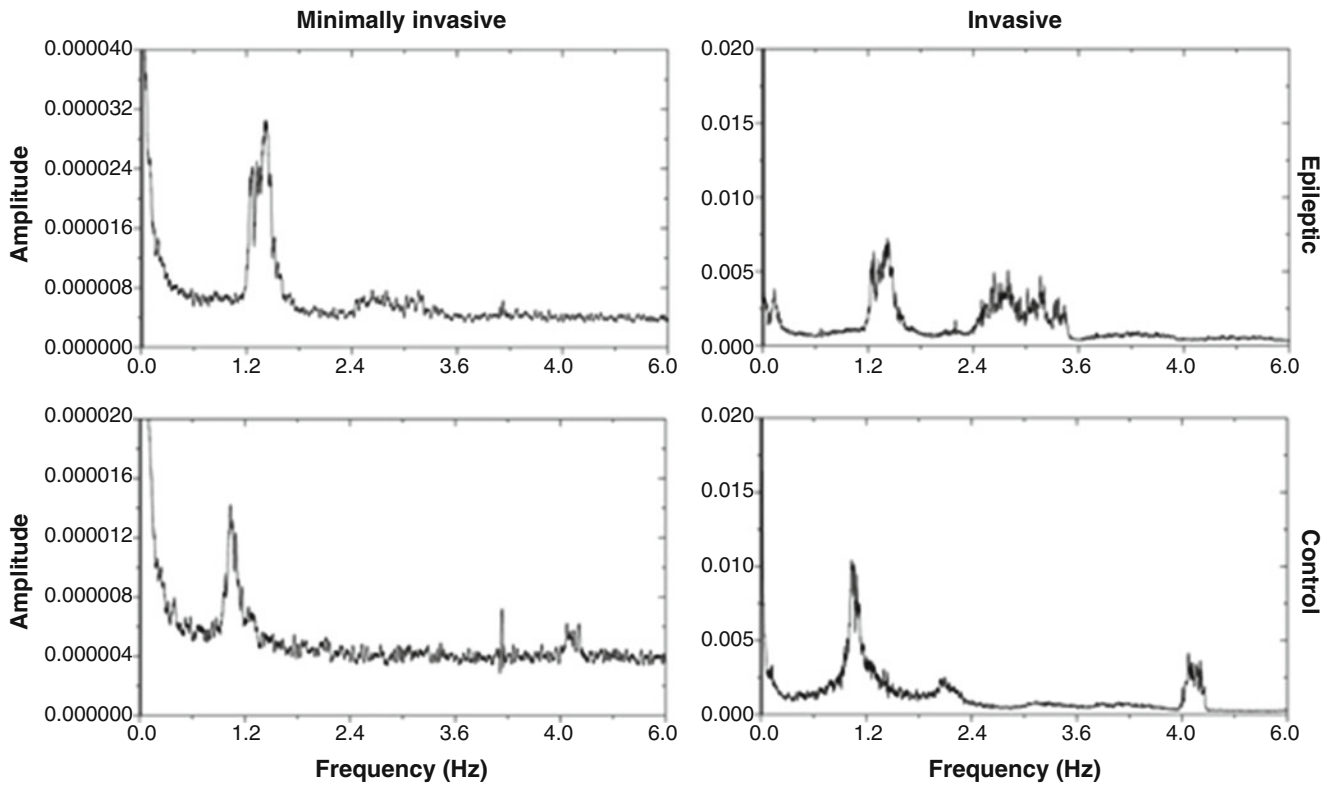 Minimally invasive
Invasive
0.000040
0.000032
0.000024
0.000016
0.000008
0.000000
Amplitude
0.0 1.2 2.4 3.6 4.0 6.0
0.020
0.015
0.010
0.005
0.000
0.0 1.2 2.4 3.6 4.0 6.0
Epileptic
0.000020
0.000016
0.000012
0.000008
0.000004
0.000000
Amplitude
0.0 1.2 2.4 3.6 4.0 6.0
Frequency (Hz)
0.020
0.015
0.010
0.005
0.000
0.0 1.2 2.4 3.6 4.0 6.0
Frequency (Hz)
Control